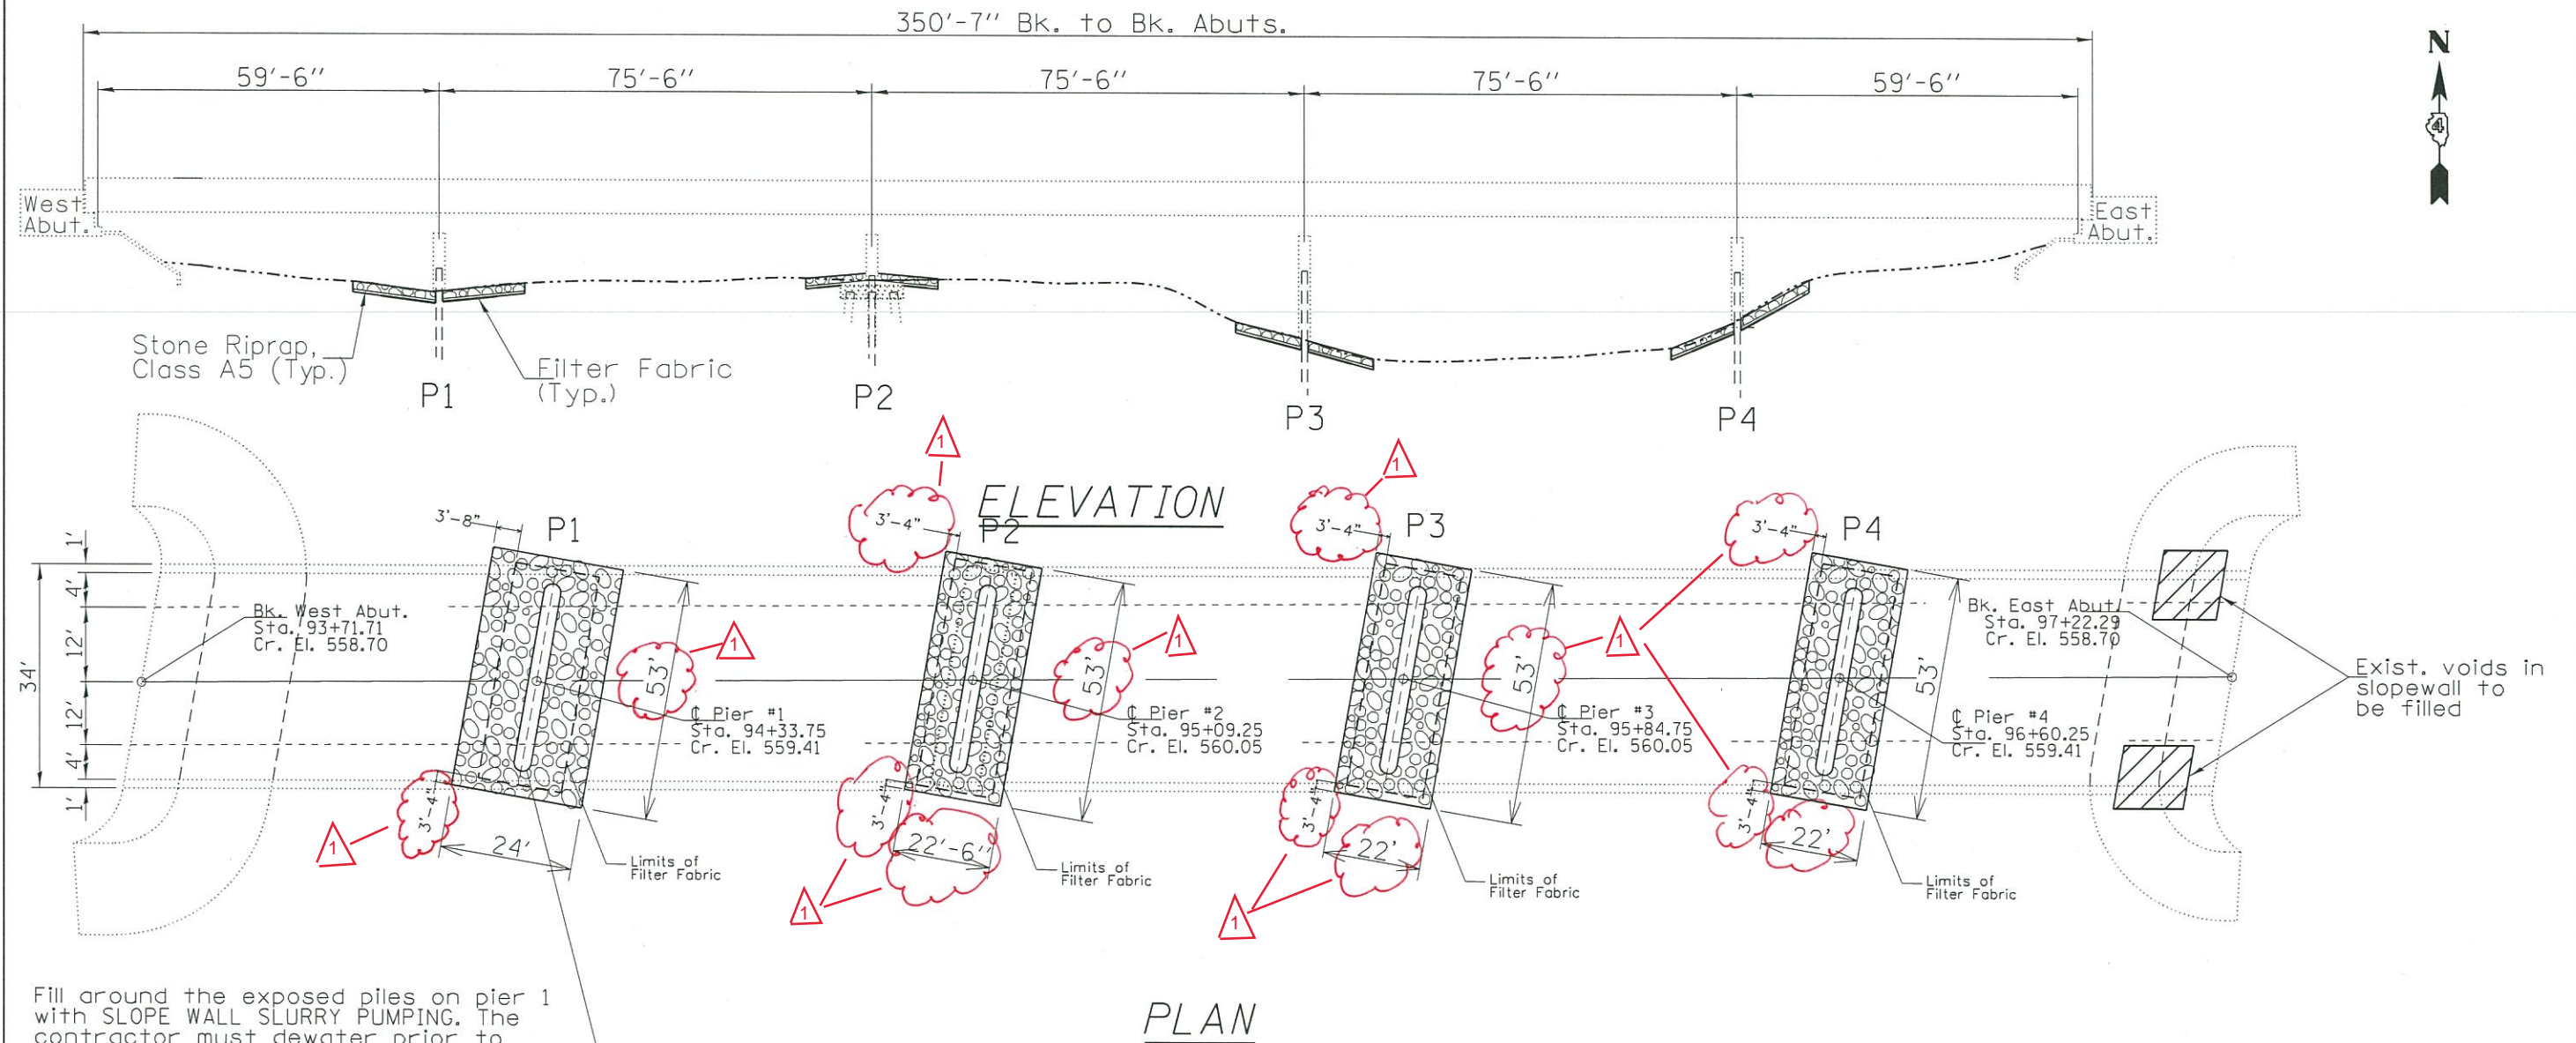 350'-7" Bk. to Bk. Abuts.
N
59'-6"
75'-6"
75'-6"
75'-6"
59'-6"
4
West
Abut.
East
Abut.
Stone Riprap,
Class A5 (Typ.)
Filter Fabric
(Typ.)
P1
P2
P3
P4
1
1
ELEVATION
3'-8"
P1
3'-4"
P2
3'-4"
P3
3'-4"
P4
1'
4'
12'
12'
4'
1'
34'
Bk. West Abut.
Sta. 93+71.71
Cr. El. 558.70
53'
1
℄ Pier #1
Sta. 94+33.75
Cr. El. 559.41
53'
1
℄ Pier #2
Sta. 95+09.25
Cr. El. 560.05
53'
1
℄ Pier #3
Sta. 95+84.75
Cr. El. 560.05
Bk. East Abut.
Sta. 97+22.29
Cr. El. 558.70
53'
℄ Pier #4
Sta. 96+60.25
Cr. El. 559.41
Exist. voids in
slopewall to
be filled
1
3'-4"
24'
Limits of
Filter Fabric
3'-4"
22'-6"
1
Limits of
Filter Fabric
3'-4"
22'
1
Limits of
Filter Fabric
3'-4"
22'
Limits of
Filter Fabric
Fill around the exposed piles on pier 1
with SLOPE WALL SLURRY PUMPING. The
contractor must dewater prior to
PLAN